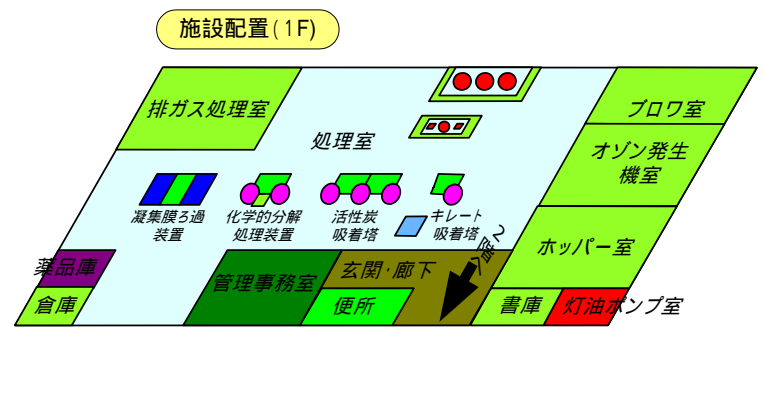 施設配置(1F)
排ガス処理室
ブロワ室
処理室
オゾン発生
機室
凝集膜ろ過
装置
化学的分解
処理装置
活性炭
吸着塔
キレート
吸着塔
2階へ
ホッパー室
薬品庫
管理事務室
玄関・廊下
倉庫
便所
書庫
灯油ポンプ室